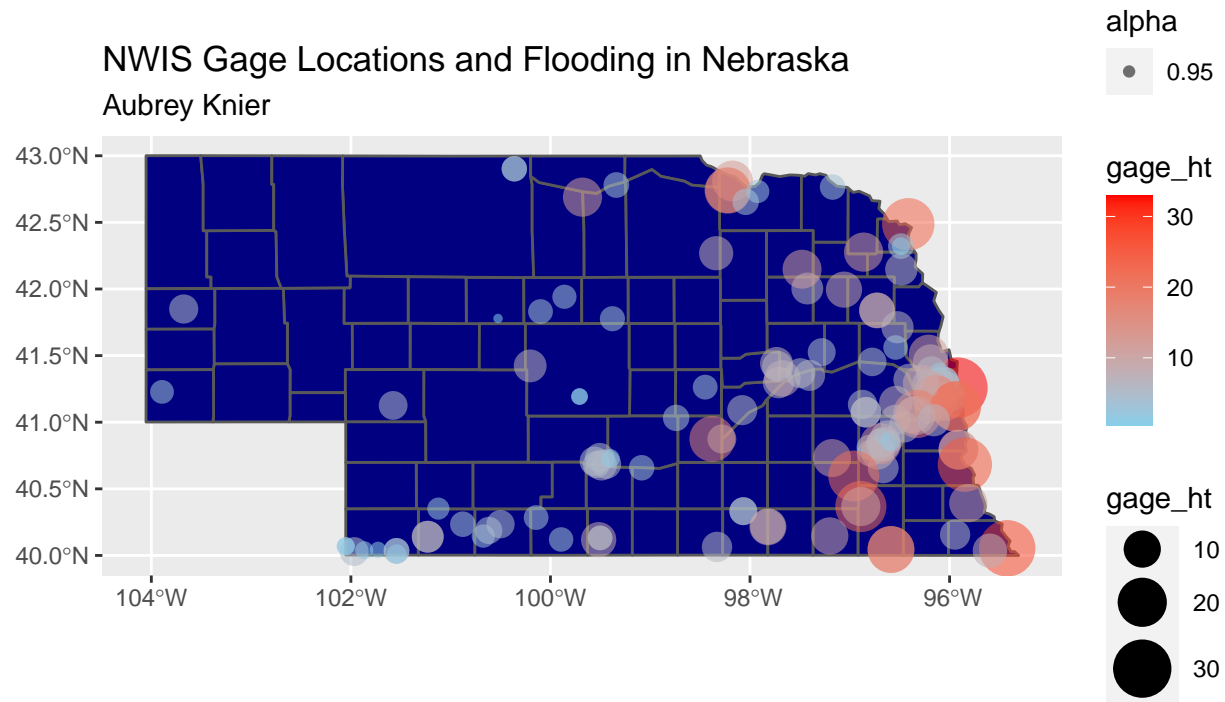 NWIS Gage Locations and Flooding in Nebraska
Aubrey Knier
43.0°N
42.5°N
42.0°N
41.5°N
41.0°N
40.5°N
40.0°N
104°W
102°W
100°W
98°W
96°W
alpha
0.95
gage_ht
30
20
10
gage_ht
10
20
30